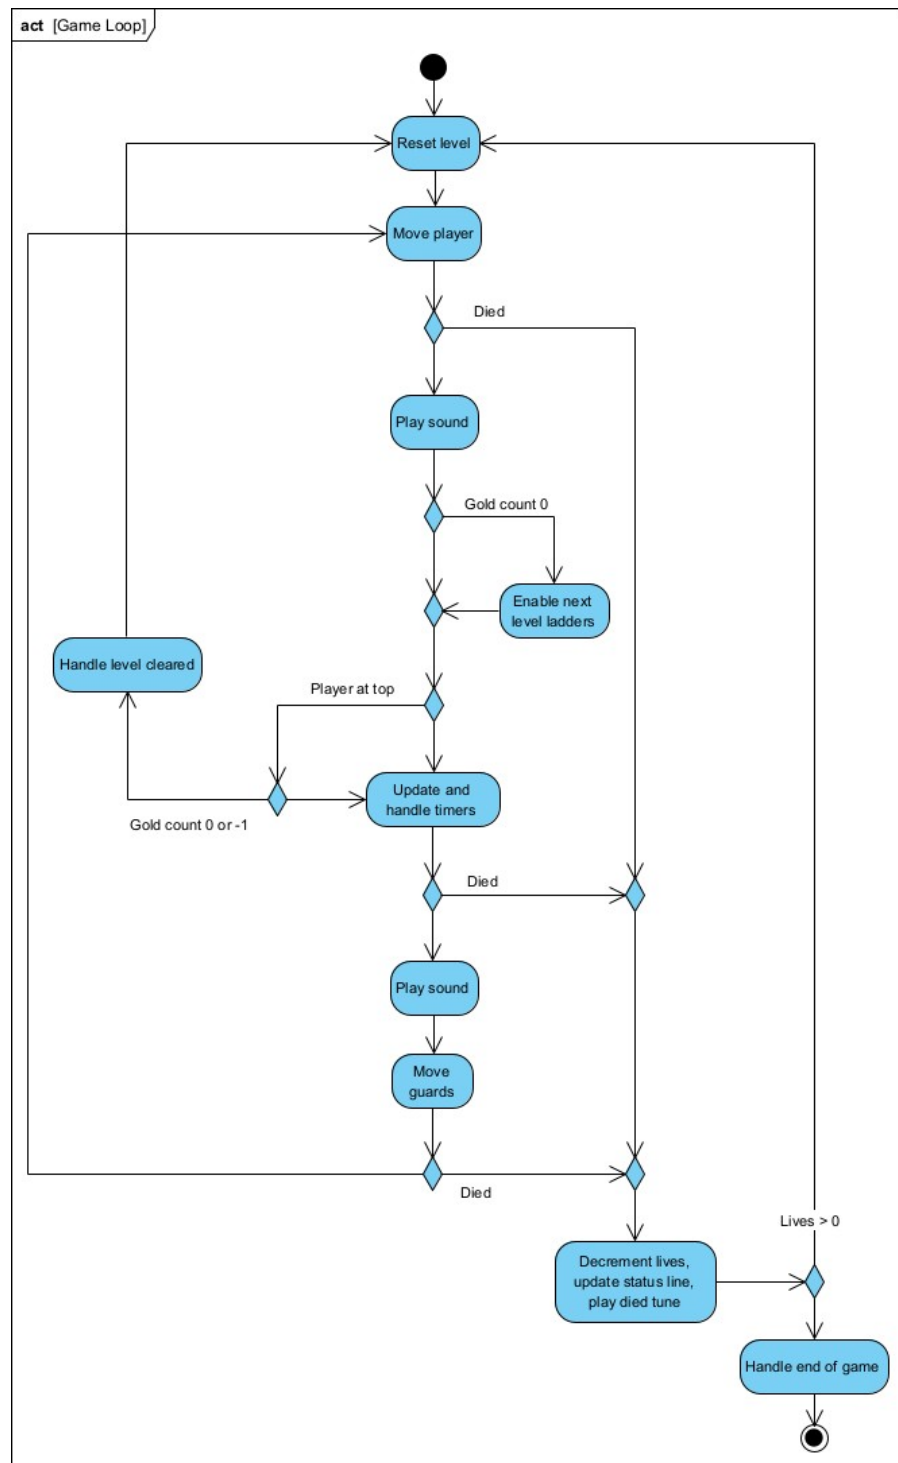 act [Game Loop]
Reset level
Move player
Died
Play sound
Gold count 0
Enable next
level ladders
Handle level cleared
Player at top
Update and
handle timers
Gold count 0 or -1
Died
Play sound
Move
guards
Died
Lives > 0
Decrement lives,
update status line,
play died tune
Handle end of game